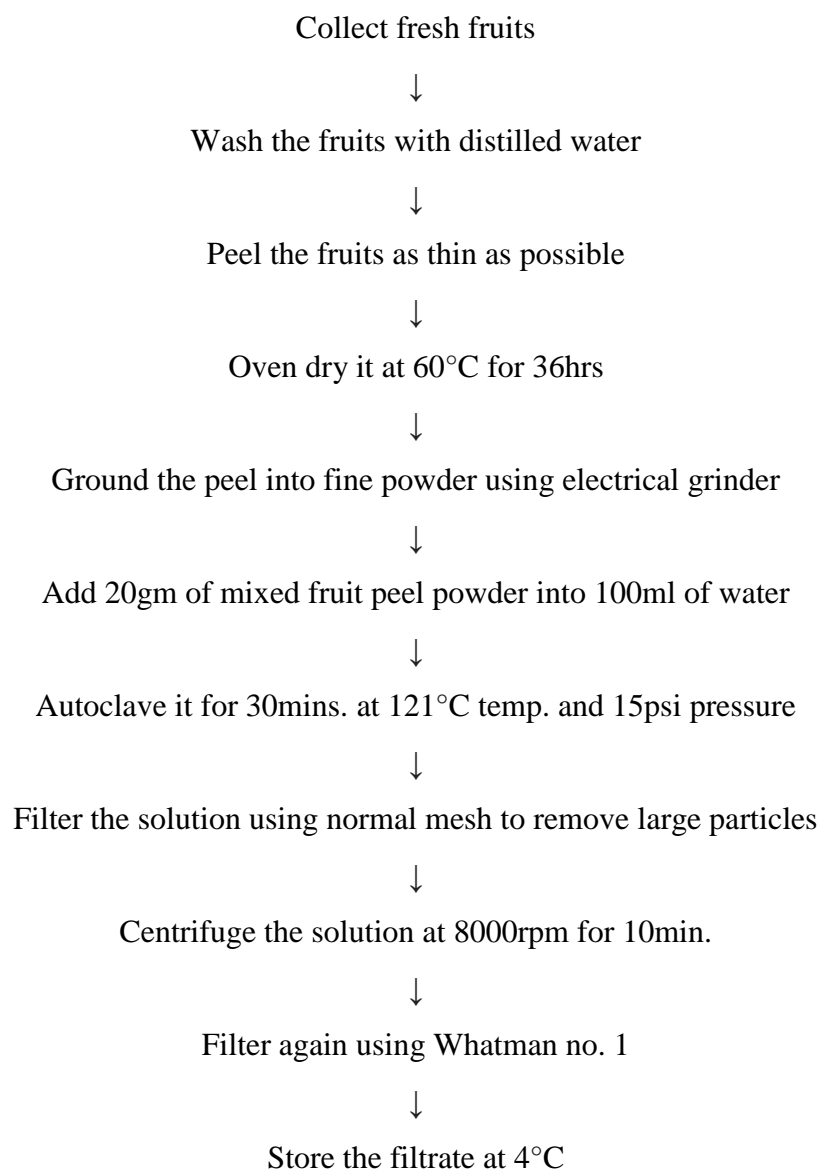 Collect fresh fruits
↓
Wash the fruits with distilled water
↓
Peel the fruits as thin as possible
↓
Oven dry it at 60°C for 36hrs
↓
Ground the peel into fine powder using electrical grinder
↓
Add 20gm of mixed fruit peel powder into 100ml of water
↓
Autoclave it for 30mins. at 121°C temp. and 15psi pressure
↓
Filter the solution using normal mesh to remove large particles
↓
Centrifuge the solution at 8000rpm for 10min.
↓
Filter again using Whatman no. 1
↓
Store the filtrate at 4°C